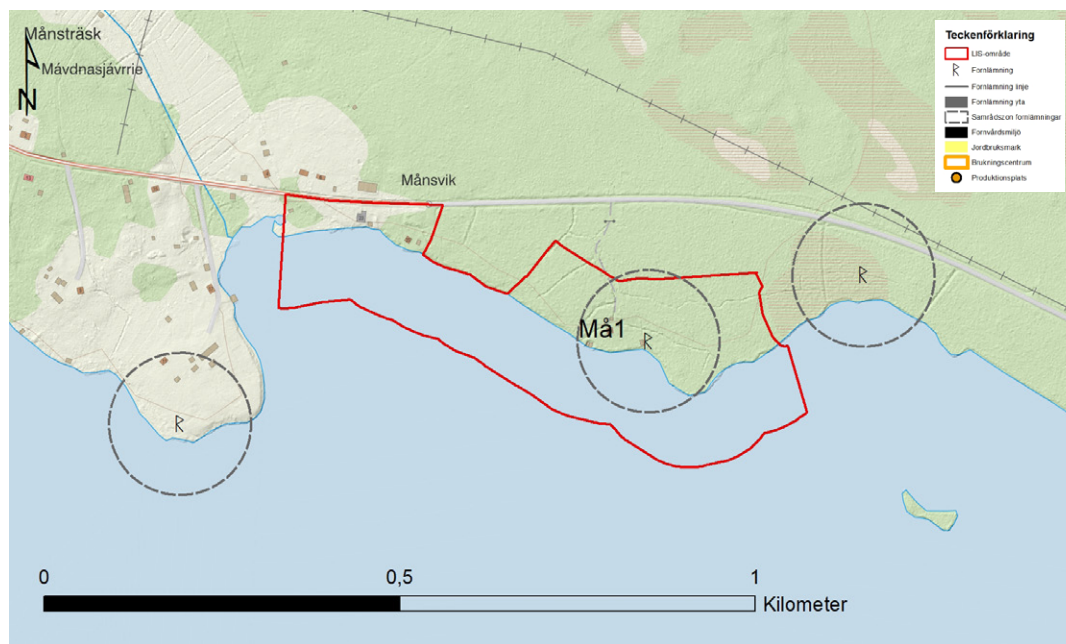 Månsträsk
Mávdnasjávrrie
N
Månsvik
Må1
Teckenförklaring
LIS-område
Fornlämning
Fornlämning linje
Fornlämning yta
Samrådszon fornlämningar
Fornvårdsmiljö
Jordbruksmark
Brukningscentrum
Produktionsplats
0
0,5
1
Kilometer